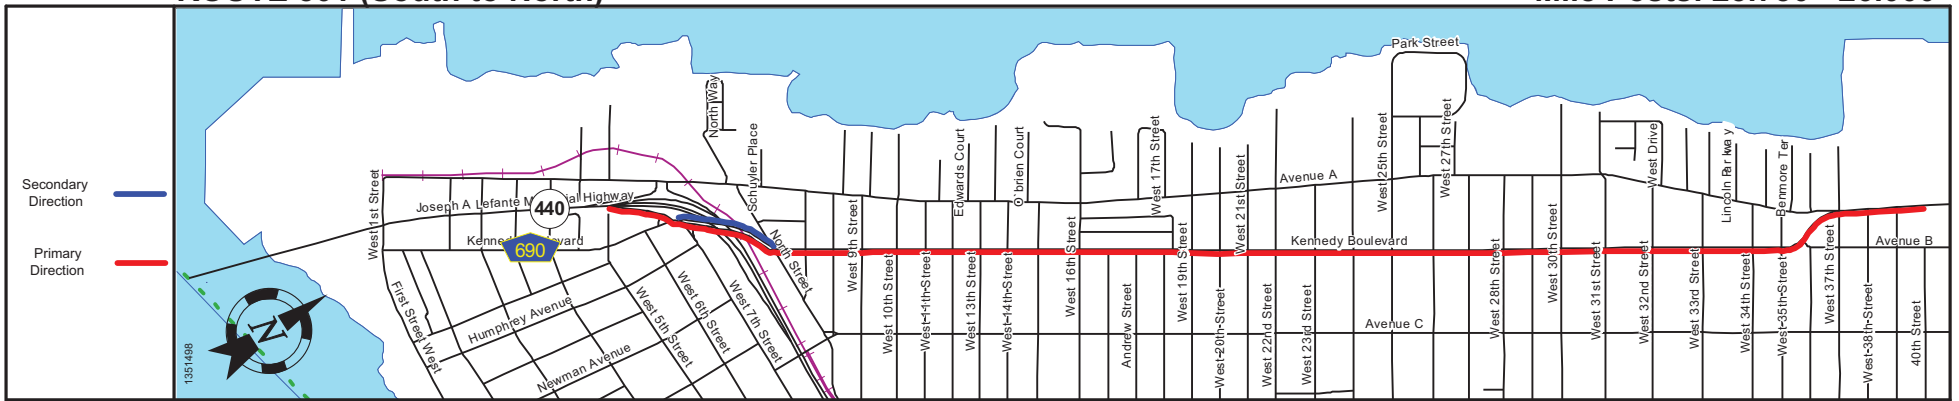 Secondary
Direction
Primary
Direction
1351498
N
West 1st Street
Joseph A Lefante M ial Highway
440
Kenne vard
690
First Street West
Humphrey Avenue
Newman Avenue
West 5th Street
West 6th Street
West 7th Street
North Way
Schuyler Place
North Street
West 9th Street
West 10th Street
West 11th Street
Edwards Court
West 13th Street
West 14th Street
O'brien Court
West 16th Street
Andrew Street
West 17th Street
West 19th Street
West 20th Street
West 21st Street
West 22nd Street
West 23rd Street
Avenue A
Kennedy Boulevard
Avenue C
Park Street
West 25th Street
West 27th Street
West 28th Street
West 30th Street
West 31st Street
West 32nd Street
West Drive
West 33rd Street
Lincoln Parkway
West 34th Street
Benmore Ter
West 35th Street
West 37th Street
West 38th Street
Avenue B
40th Street